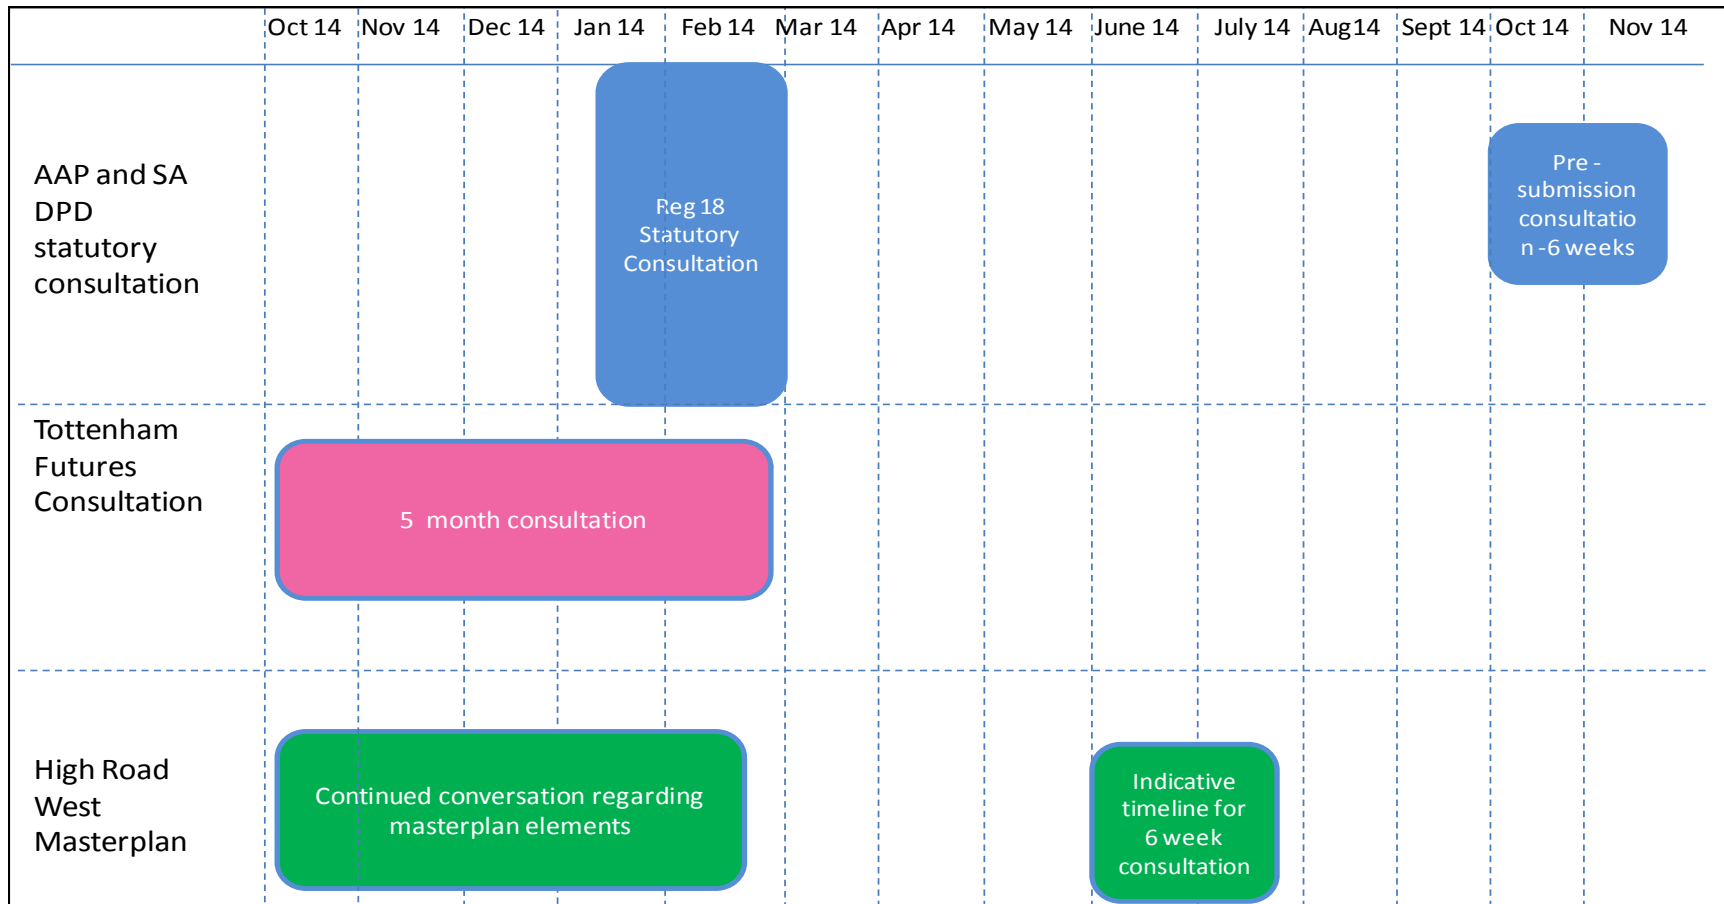 Oct 14 Nov 14 Dec 14 Jan 14 Feb 14 Mar 14 Apr 14 May 14 June 14 July 14 Aug14 Sept 14 Oct 14 Nov 14
AAP and SA
DPD
statutory
consultation
Reg 18
Statutory
Consultation
Pre -
submission
consultatio
n -6 weeks
Tottenham
Futures
Consultation
5 month consultation
High Road
West
Masterplan
Continued conversation regarding
masterplan elements
Indicative
timeline for
6 week
consultation